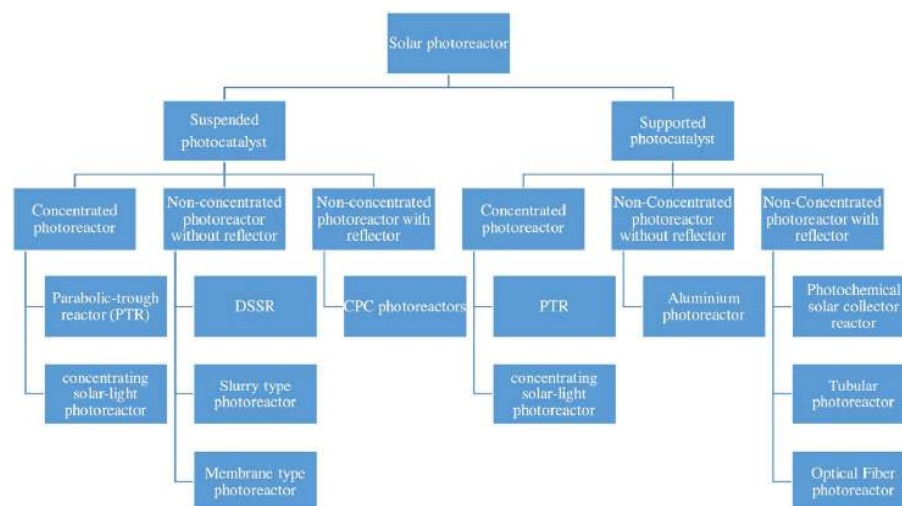 Solar photoreactor
Suspended
photocatalyst
Supported
photocatalyst
Concentrated
photoreactor
Non-concentrated
photoreactor
without reflector
Non-concentrated
photoreactor with
reflector
Concentrated
photoreactor
Non-Concentrated
photoreactor
without reflector
Non-Concentrated
photoreactor with
reflector
Parabolic-trough
reactor (PTR)
DSSR
CPC photoreactors
PTR
Aluminium
photoreactor
Photochemical
solar collector
reactor
concentrating
solar-light
photoreactor
Slurry type
photoreactor
concentrating
solar-light
photoreactor
Tubular
photoreactor
Membrane type
photoreactor
Optical Fiber
photoreactor